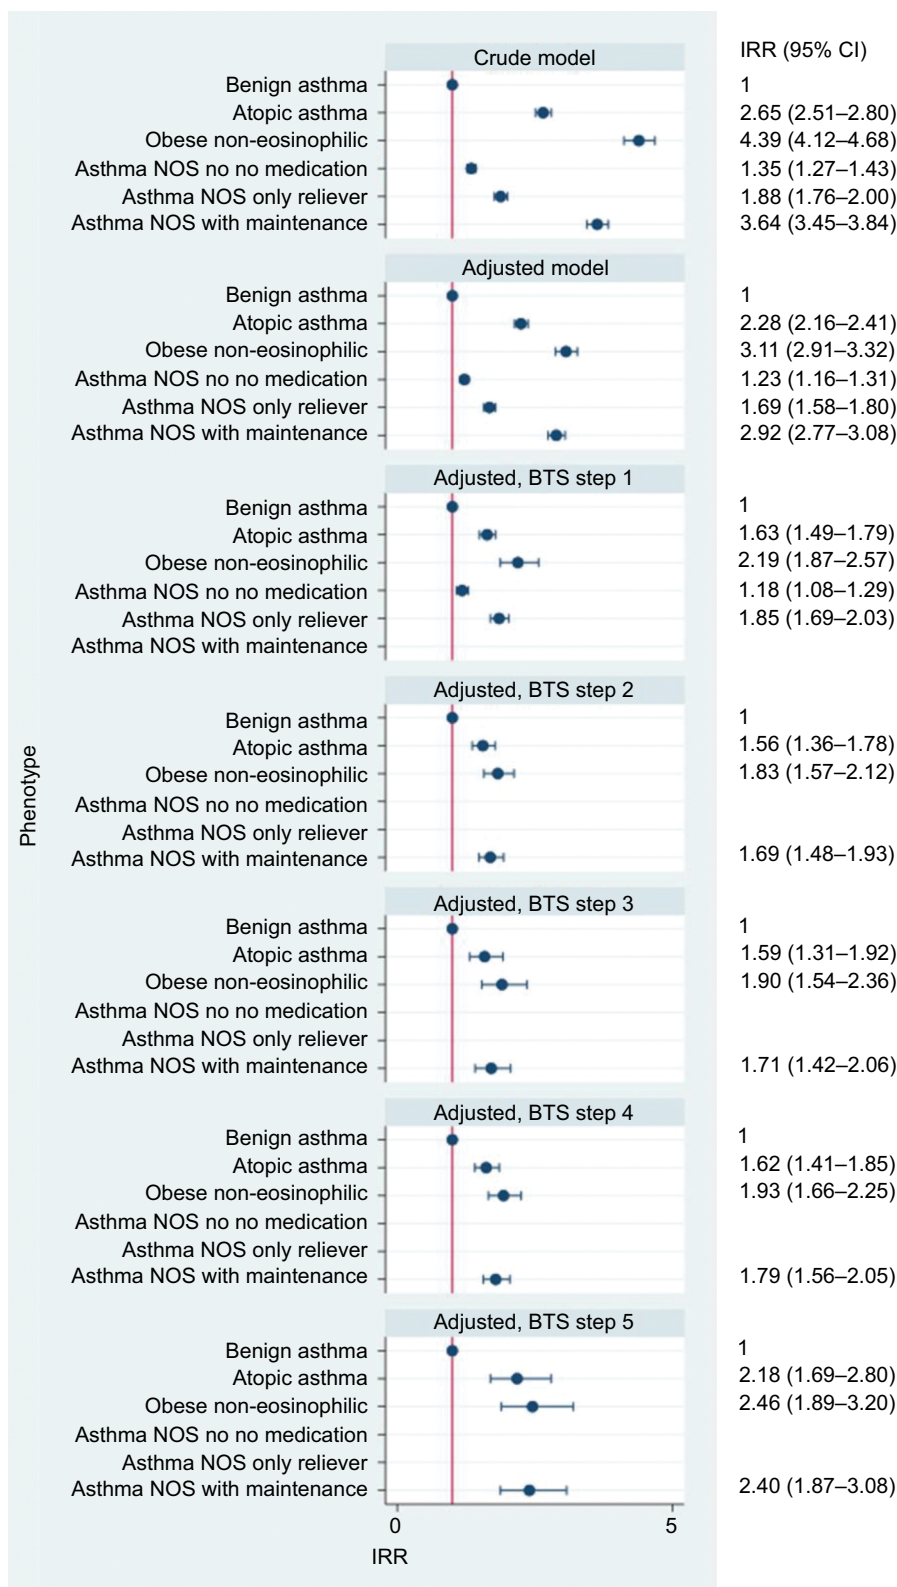 IRR (95% CI)
Crude model
Benign asthma 1
Atopic asthma 2.65 (2.51–2.80)
Obese non-eosinophilic 4.39 (4.12–4.68)
Asthma NOS no no medication 1.35 (1.27–1.43)
Asthma NOS only reliever 1.88 (1.76–2.00)
Asthma NOS with maintenance 3.64 (3.45–3.84)
Adjusted model
Benign asthma 1
Atopic asthma 2.28 (2.16–2.41)
Obese non-eosinophilic 3.11 (2.91–3.32)
Asthma NOS no no medication 1.23 (1.16–1.31)
Asthma NOS only reliever 1.69 (1.58–1.80)
Asthma NOS with maintenance 2.92 (2.77–3.08)
Adjusted, BTS step 1
Benign asthma 1
Atopic asthma 1.63 (1.49–1.79)
Obese non-eosinophilic 2.19 (1.87–2.57)
Asthma NOS no no medication 1.18 (1.08–1.29)
Asthma NOS only reliever 1.85 (1.69–2.03)
Asthma NOS with maintenance
Adjusted, BTS step 2
Benign asthma 1
Atopic asthma 1.56 (1.36–1.78)
Obese non-eosinophilic 1.83 (1.57–2.12)
Asthma NOS no no medication
Asthma NOS only reliever
Asthma NOS with maintenance 1.69 (1.48–1.93)
Phenotype
Adjusted, BTS step 3
Benign asthma 1
Atopic asthma 1.59 (1.31–1.92)
Obese non-eosinophilic 1.90 (1.54–2.36)
Asthma NOS no no medication
Asthma NOS only reliever
Asthma NOS with maintenance 1.71 (1.42–2.06)
Adjusted, BTS step 4
Benign asthma 1
Atopic asthma 1.62 (1.41–1.85)
Obese non-eosinophilic 1.93 (1.66–2.25)
Asthma NOS no no medication
Asthma NOS only reliever
Asthma NOS with maintenance 1.79 (1.56–2.05)
Adjusted, BTS step 5
Benign asthma 1
Atopic asthma 2.18 (1.69–2.80)
Obese non-eosinophilic 2.46 (1.89–3.20)
Asthma NOS no no medication
Asthma NOS only reliever
Asthma NOS with maintenance 2.40 (1.87–3.08)
0 5
IRR